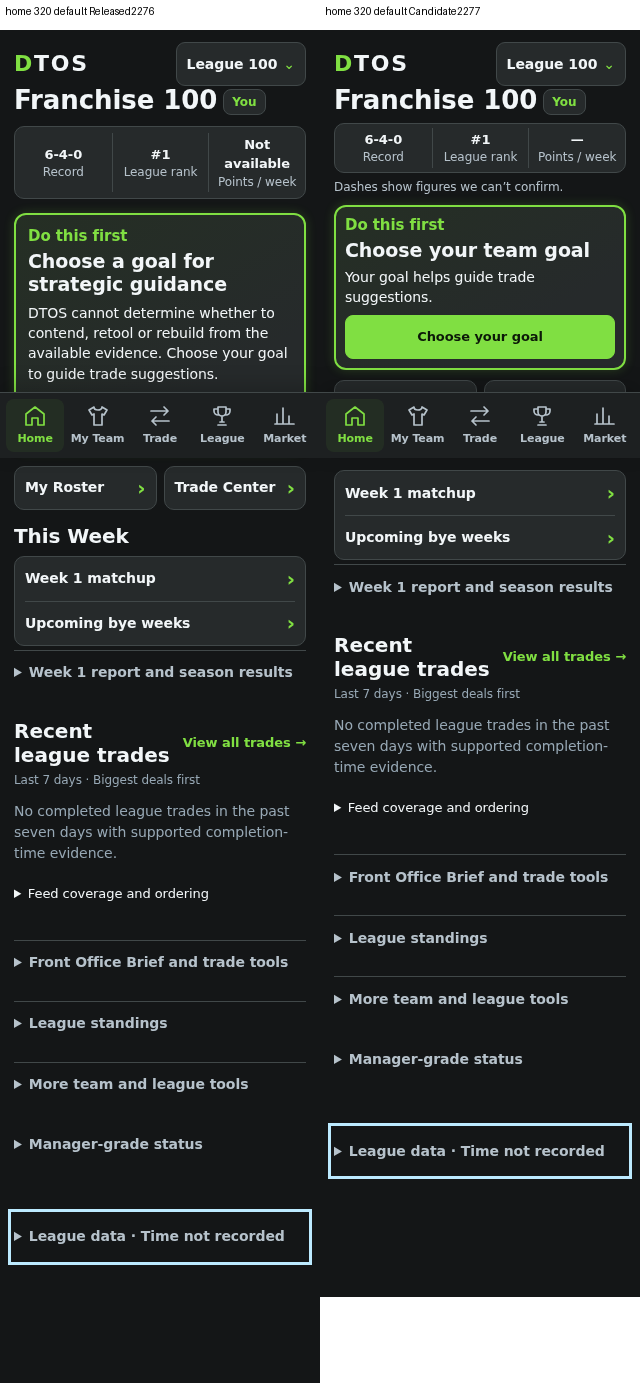 home 320 default Released2276
DTOS
League 100
Franchise 100 You
6-4-0
Record
#1
League rank
Not
available
Points / week
Do this first
Choose a goal for
strategic guidance
DTOS cannot determine whether to
contend, retool or rebuild from the
available evidence. Choose your goal
to guide trade suggestions.
Home
My Team
Trade
League
Market
My Roster ›
Trade Center ›
This Week
Week 1 matchup ›
Upcoming bye weeks ›
Week 1 report and season results
Recent
league trades
View all trades →
Last 7 days · Biggest deals first
No completed league trades in the past
seven days with supported completion-
time evidence.
Feed coverage and ordering
Front Office Brief and trade tools
League standings
More team and league tools
Manager-grade status
League data · Time not recorded
home 320 default Candidate2277
DTOS
League 100
Franchise 100 You
6-4-0
Record
#1
League rank
—
Points / week
Dashes show figures we can’t confirm.
Do this first
Choose your team goal
Your goal helps guide trade
suggestions.
Choose your goal
Home
My Team
Trade
League
Market
Week 1 matchup ›
Upcoming bye weeks ›
Week 1 report and season results
Recent
league trades
View all trades →
Last 7 days · Biggest deals first
No completed league trades in the past
seven days with supported completion-
time evidence.
Feed coverage and ordering
Front Office Brief and trade tools
League standings
More team and league tools
Manager-grade status
League data · Time not recorded